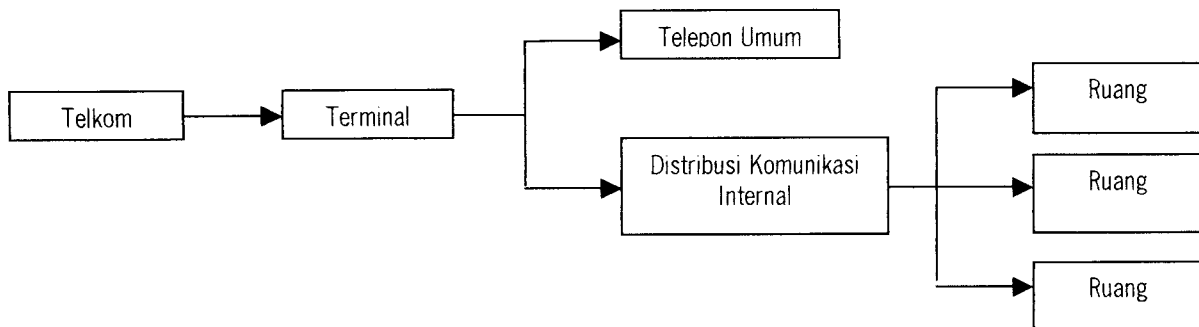 Telepon Umum
Telkom
Terminal
Distribusi Komunikasi
Internal
Ruang
Ruang
Ruang